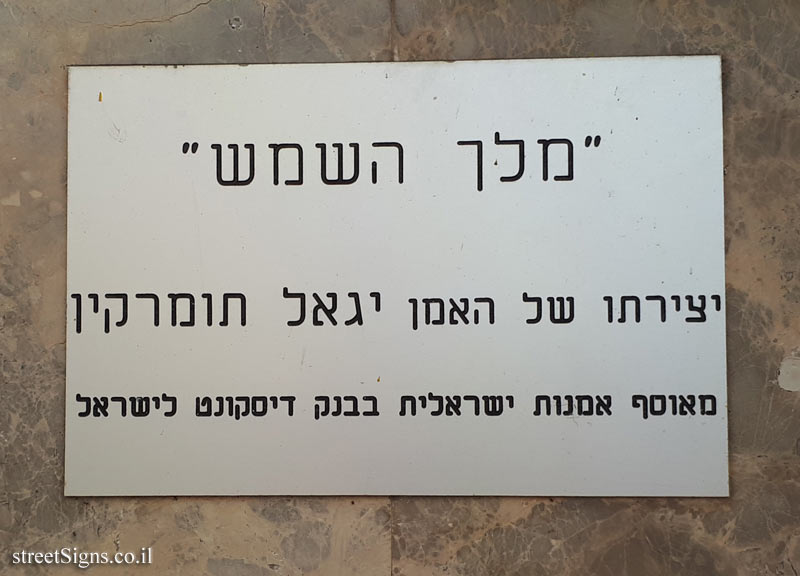 "מלך השמש"
יצירתו של האמן יגאל תומרקין
מאוסף אמנות ישראלית בבנק דיסקונט לישראל
streetSigns.co.il